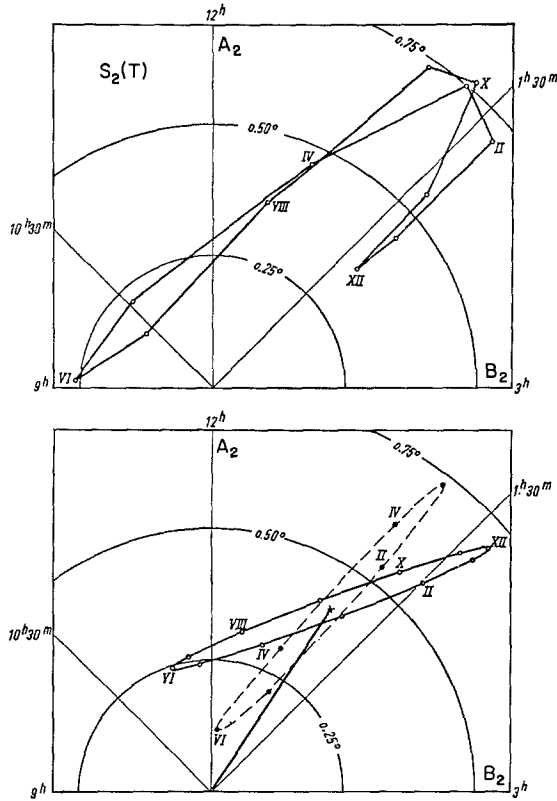 12ʰ
A₂
S₂(T)
0.75°
X
1ʰ30ᵐ
II
0.50°
IV
VIII
10ʰ30ᵐ
XII
0.25°
VI
B₂
9ʰ
3ʰ
12ʰ
A₂
0.75°
IV
1ʰ30ᵐ
0.50°
XII
II
X
II
VIII
10ʰ30ᵐ
IV
VI
VI
0.25°
B₂
9ʰ
3ʰ